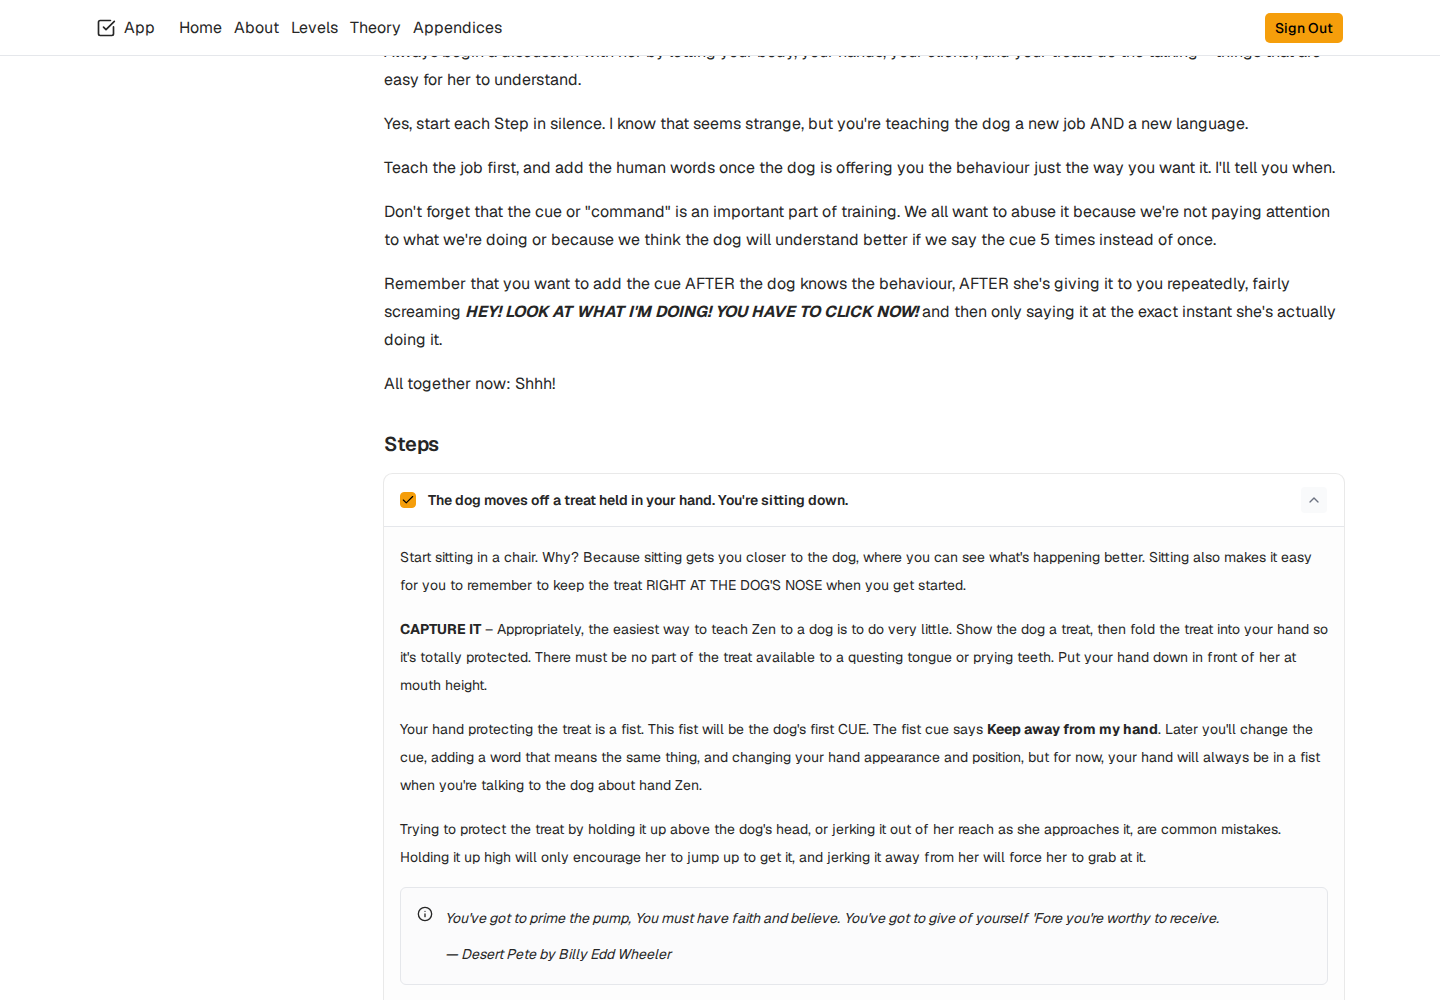 App Home About Levels Theory Appendices Sign Out
Always begin a discussion with her by letting your body, your hands, your clicker, and your treats do the talking – things that are
easy for her to understand.
Yes, start each Step in silence. I know that seems strange, but you're teaching the dog a new job AND a new language.
Teach the job first, and add the human words once the dog is offering you the behaviour just the way you want it. I'll tell you when.
Don't forget that the cue or "command" is an important part of training. We all want to abuse it because we're not paying attention
to what we're doing or because we think the dog will understand better if we say the cue 5 times instead of once.
Remember that you want to add the cue AFTER the dog knows the behaviour, AFTER she's giving it to you repeatedly, fairly
screaming HEY! LOOK AT WHAT I'M DOING! YOU HAVE TO CLICK NOW! and then only saying it at the exact instant she's actually
doing it.
All together now: Shhh!
Steps
The dog moves off a treat held in your hand. You're sitting down.
Start sitting in a chair. Why? Because sitting gets you closer to the dog, where you can see what's happening better. Sitting also makes it easy
for you to remember to keep the treat RIGHT AT THE DOG'S NOSE when you get started.
CAPTURE IT – Appropriately, the easiest way to teach Zen to a dog is to do very little. Show the dog a treat, then fold the treat into your hand so
it's totally protected. There must be no part of the treat available to a questing tongue or prying teeth. Put your hand down in front of her at
mouth height.
Your hand protecting the treat is a fist. This fist will be the dog's first CUE. The fist cue says Keep away from my hand. Later you'll change the
cue, adding a word that means the same thing, and changing your hand appearance and position, but for now, your hand will always be in a fist
when you're talking to the dog about hand Zen.
Trying to protect the treat by holding it up above the dog's head, or jerking it out of her reach as she approaches it, are common mistakes.
Holding it up high will only encourage her to jump up to get it, and jerking it away from her will force her to grab at it.
You've got to prime the pump, You must have faith and believe. You've got to give of yourself 'Fore you're worthy to receive.
— Desert Pete by Billy Edd Wheeler